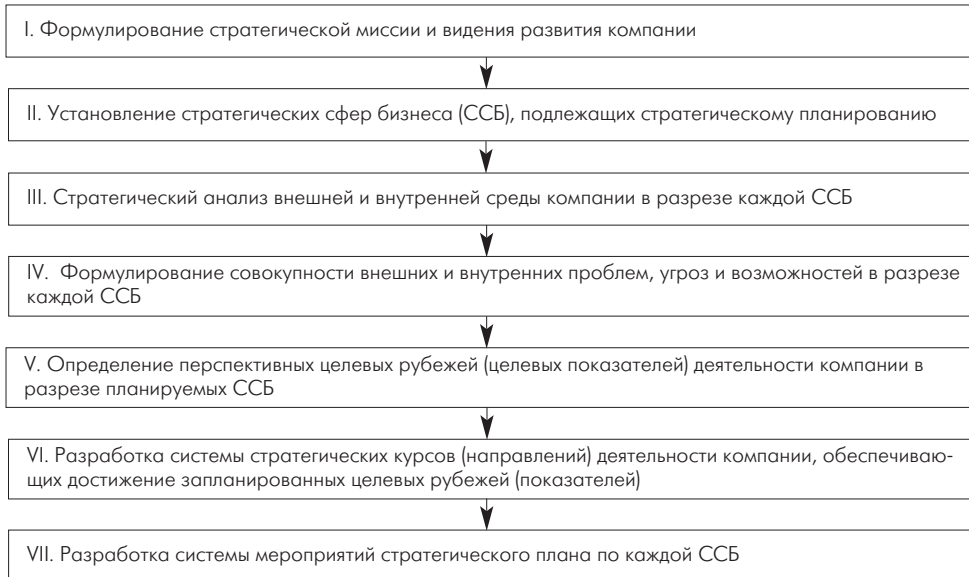 I. Формулирование стратегической миссии и видения развития компании
II. Установление стратегических сфер бизнеса (ССБ), подлежащих стратегическому планированию
III. Стратегический анализ внешней и внутренней среды компании в разрезе каждой ССБ
IV. Формулирование совокупности внешних и внутренних проблем, угроз и возможностей в разрезе
каждой ССБ
V. Определение перспективных целевых рубежей (целевых показателей) деятельности компании в
разрезе планируемых ССБ
VI. Разработка системы стратегических курсов (направлений) деятельности компании, обеспечиваю-
щих достижение запланированных целевых рубежей (показателей)
VII. Разработка системы мероприятий стратегического плана по каждой ССБ